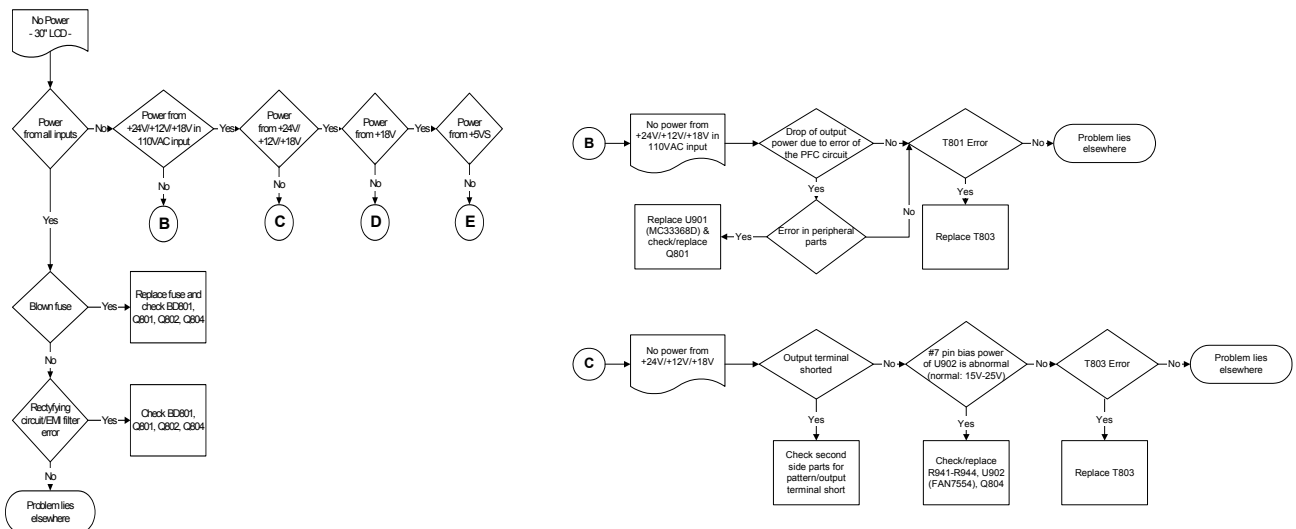 No Power
- 30" LCD -
Power
from all inputs
No
Power from
+24V/+12V/+18V in
110VAC input
Yes
Power
from +24V/
+12V/+18V
Yes
Power
from +18V
Yes
Power
from +5VS
No
No
No
No
B
C
D
E
Yes
Blown fuse
Yes
Replace fuse and
check BD801,
Q801, Q802, Q804
No
Rectyfying
circuit/EMI filter
error
Yes
Check BD801,
Q801, Q802, Q804
No
Problem lies
elsewhere
B
No power from
+24V/+12V/+18V in
110VAC input
Drop of output
power due to error of
the PFC circuit
No
T801 Error
No
Problem lies
elsewhere
Yes
Yes
No
Replace U901
(MC33368D) &
check/replace
Q801
Yes
Error in peripheral
parts
Replace T803
C
No power from
+24V/+12V/+18V
Output terminal
shorted
No
#7 pin bias power
of U902 is abnormal
(normal: 15V-25V)
No
T803 Error
No
Problem lies
elsewhere
Yes
Yes
Yes
Check second
side parts for
pattern/output
terminal short
Check/replace
R941-R944, U902
(FAN7554), Q804
Replace T803